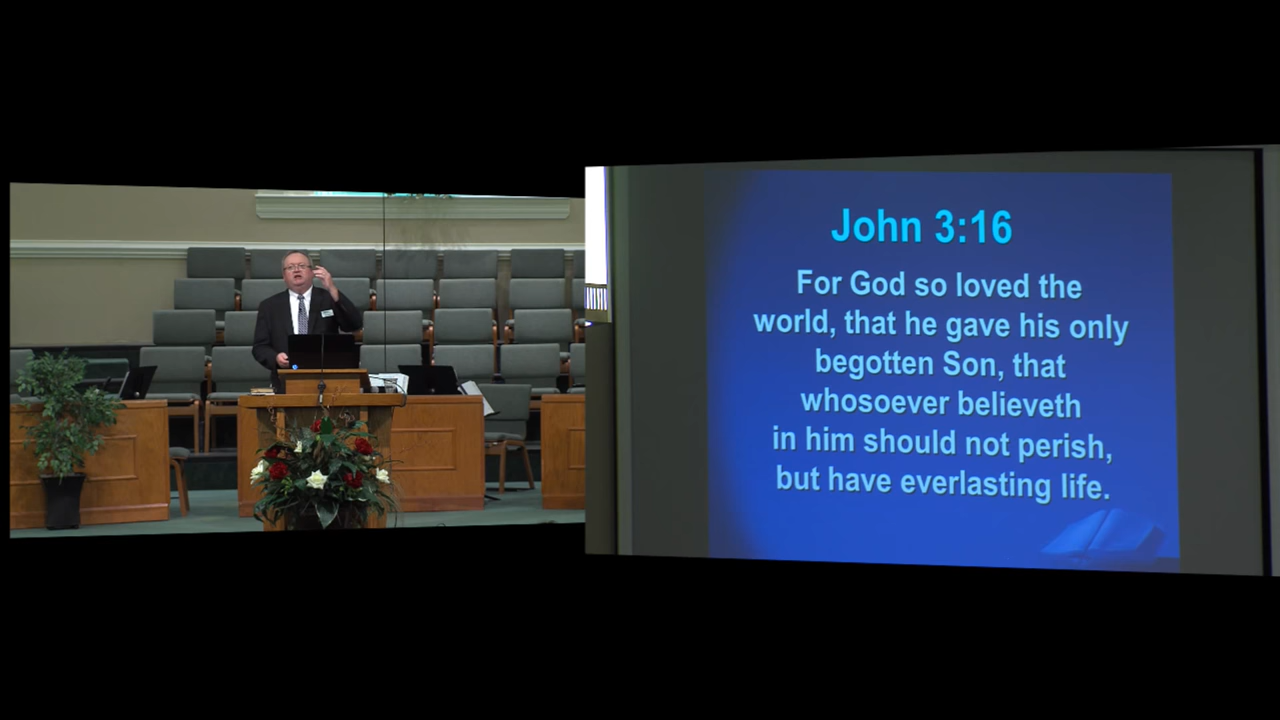 John 3:16
For God so loved the
world, that he gave his only
begotten Son, that
whosoever believeth
in him should not perish,
but have everlasting life.